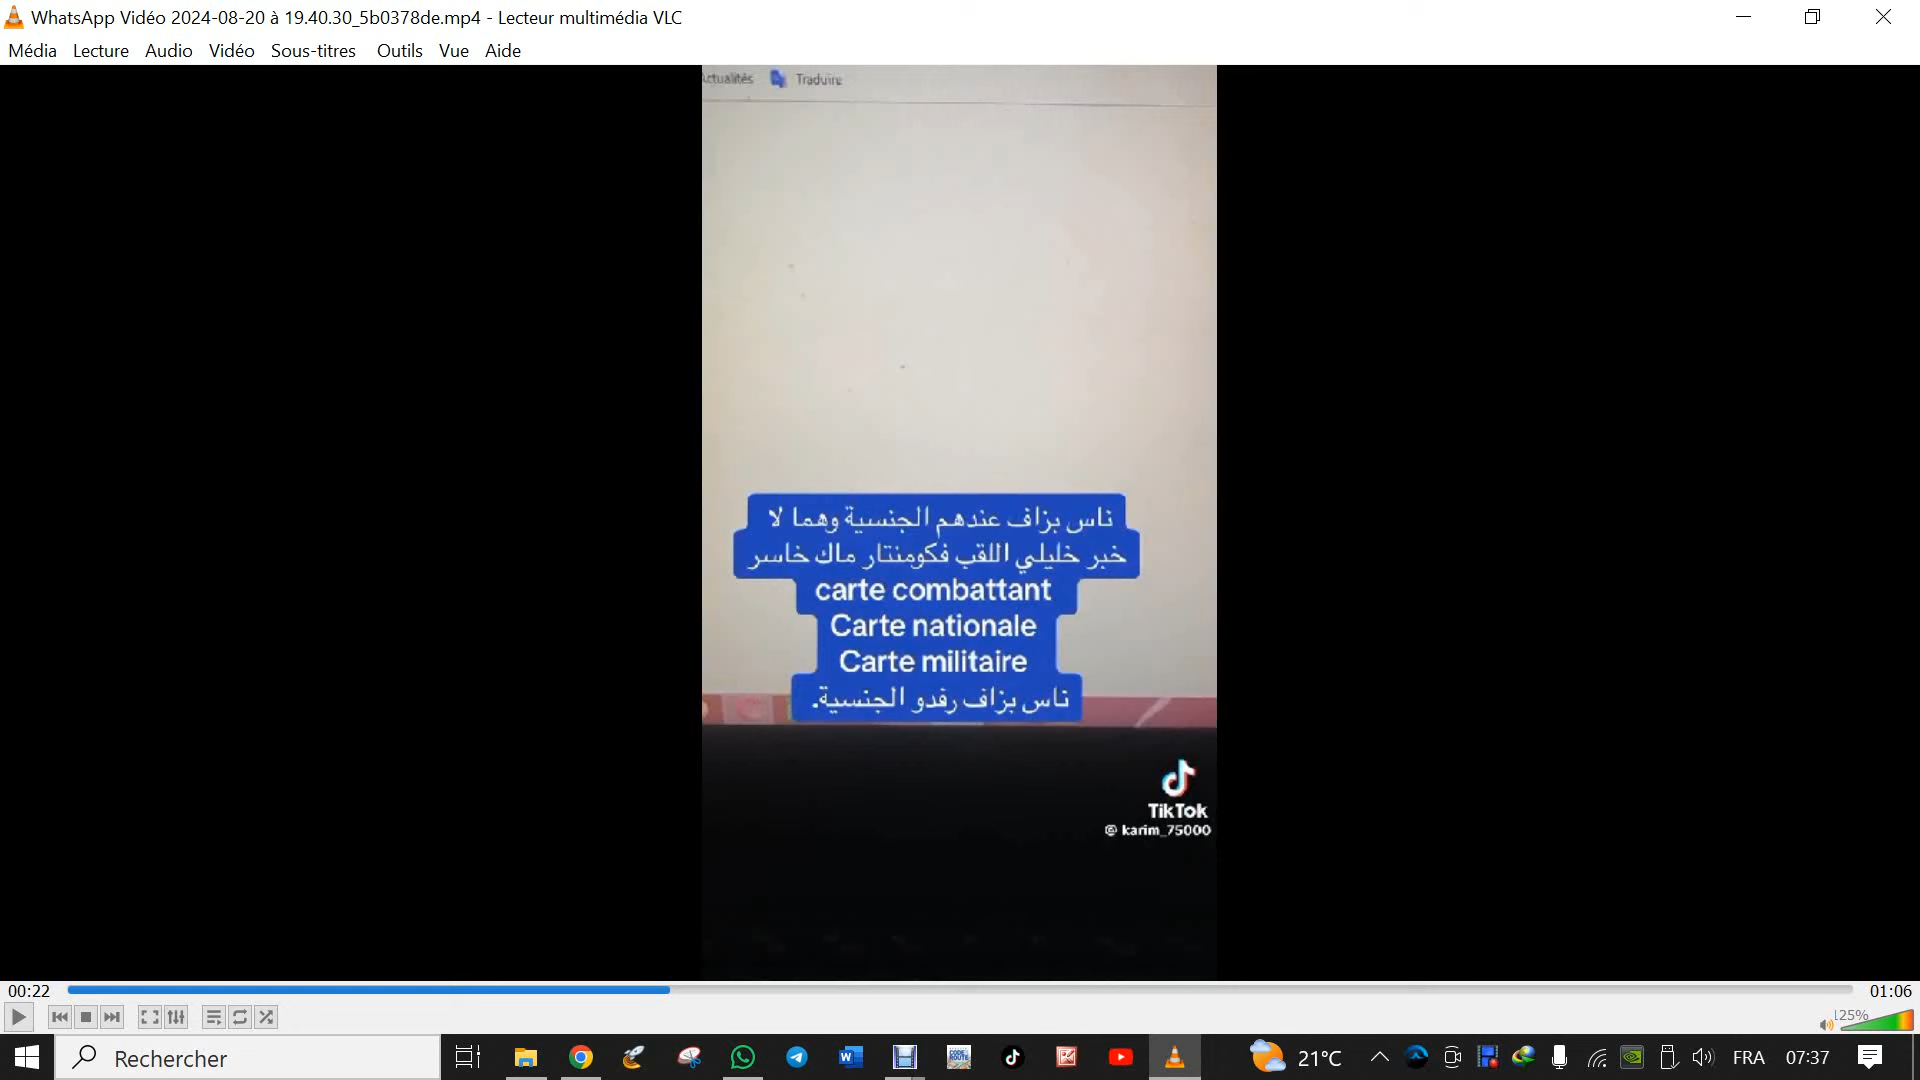 WhatsApp Vidéo 2024-08-20 à 19.40.30_5b0378de.mp4 - Lecteur multimédia VLC
Média Lecture Audio Vidéo Sous-titres Outils Vue Aide
Actualités Traduire
ناس بزاف عندهم الجنسية وهما لا
خبر خليلي اللقب فكومنتار ماك خاسر
carte combattant
Carte nationale
Carte militaire
ناس بزاف رفدو الجنسية.
TikTok
@ karim_75000
00:22 01:06
125%
Rechercher 21°C FRA 07:37